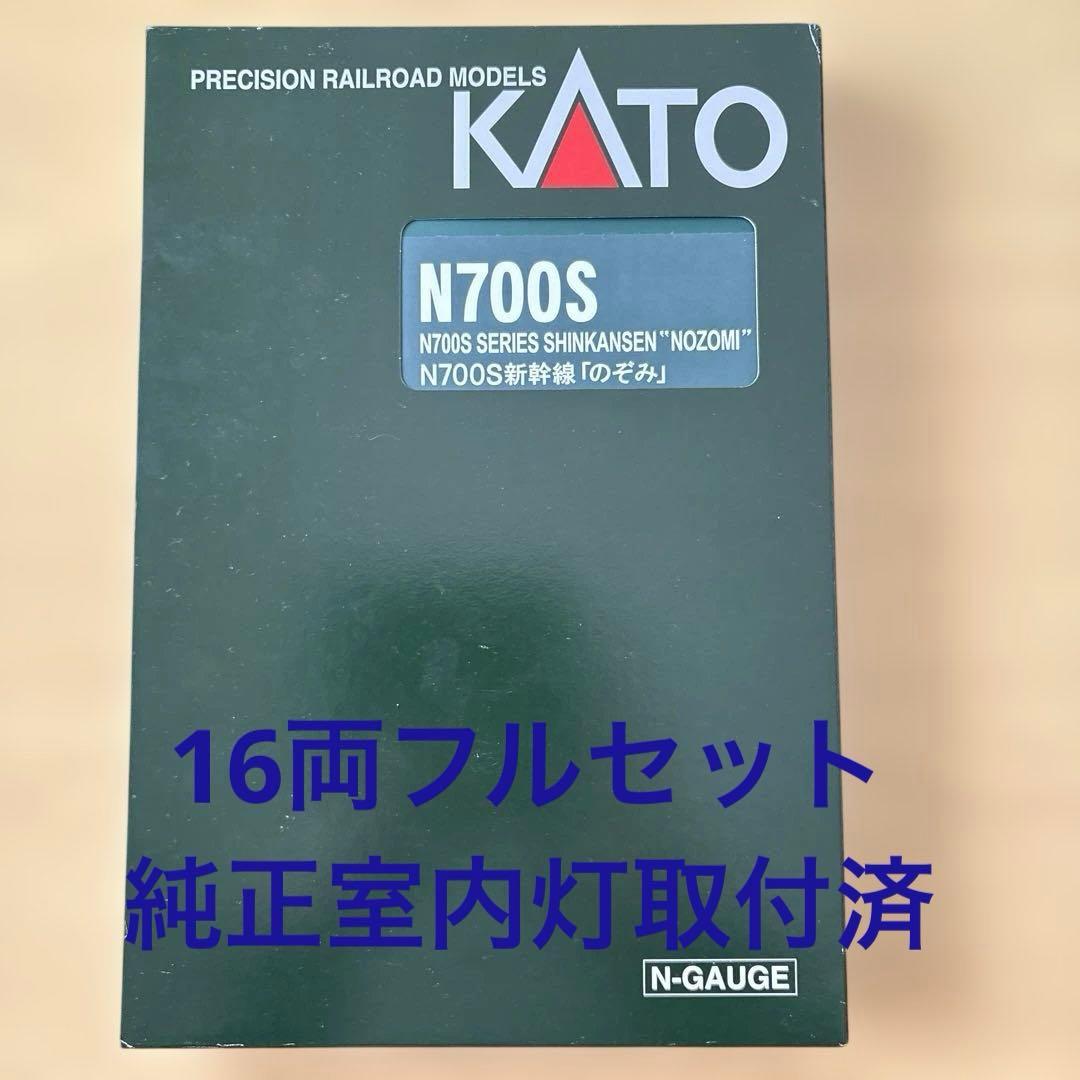 PRECISION RAILROAD MODELS
KATO
N700S
N700S SERIES SHINKANSEN "NOZOMI"
N700S新幹線「のぞみ」
16両フルセット
純正室内灯取付済
N-GAUGE